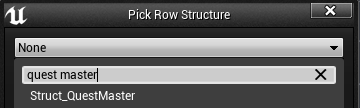 Pick Row Structure
None
quest master
Struct_QuestMaster